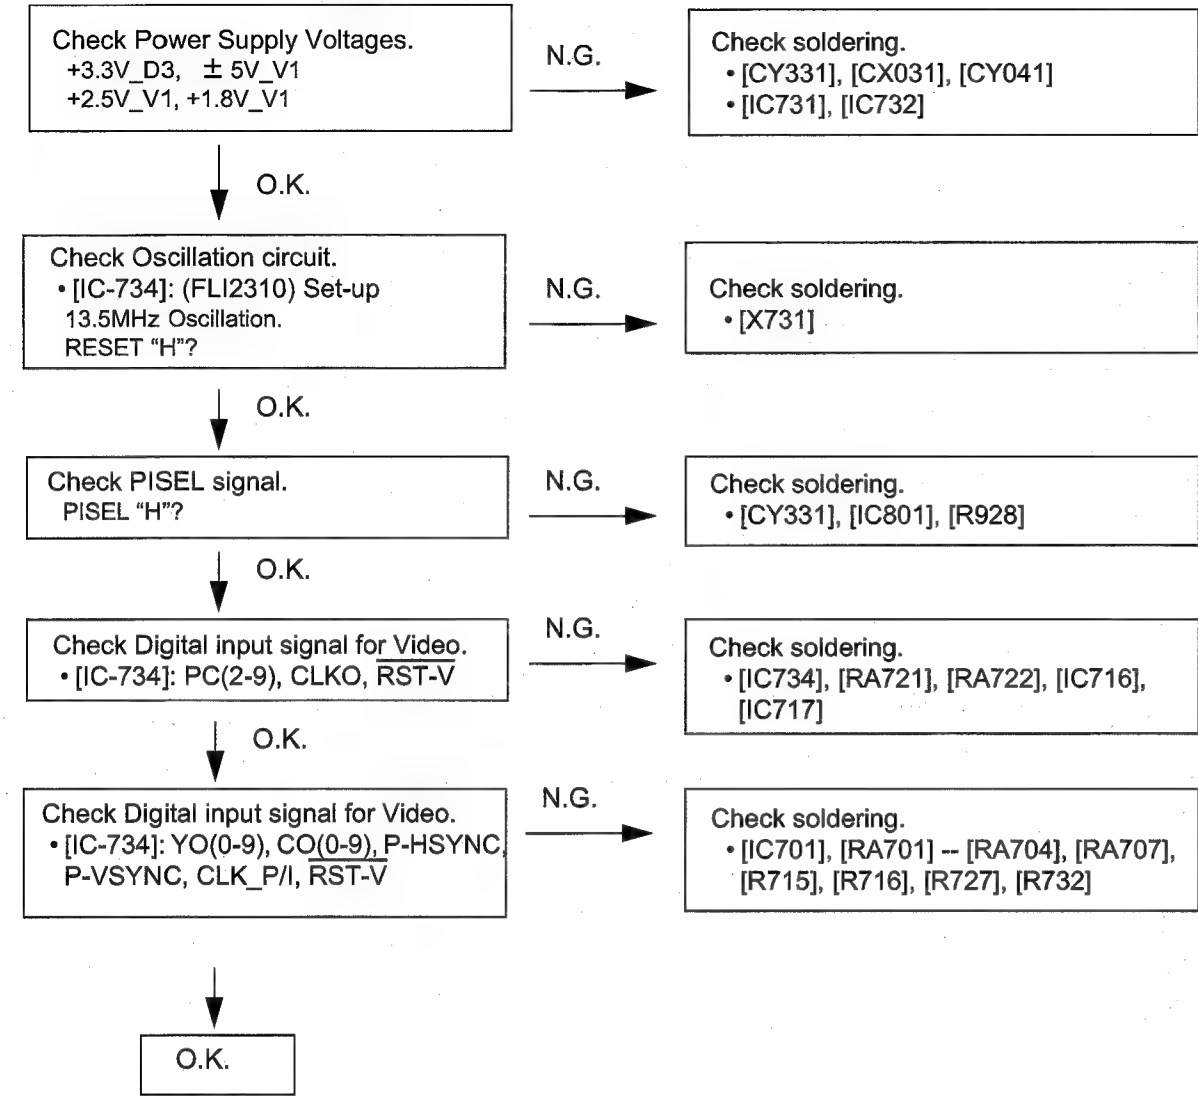 Check Power Supply Voltages.
+3.3V_D3, ± 5V_V1
+2.5V_V1, +1.8V_V1
N.G.
Check soldering.
• [CY331], [CX031], [CY041]
• [IC731], [IC732]
O.K.
Check Oscillation circuit.
• [IC-734]: (FLI2310) Set-up
13.5MHz Oscillation.
RESET “H”?
N.G.
Check soldering.
• [X731]
O.K.
Check PISEL signal.
PISEL “H”?
N.G.
Check soldering.
• [CY331], [IC801], [R928]
O.K.
Check Digital input signal for Video.
• [IC-734]: PC(2-9), CLKO, RST-V
N.G.
Check soldering.
• [IC734], [RA721], [RA722], [IC716],
[IC717]
O.K.
Check Digital input signal for Video.
• [IC-734]: YO(0-9), CO(0-9), P-HSYNC,
P-VSYNC, CLK_P/I, RST-V
N.G.
Check soldering.
• [IC701], [RA701] -- [RA704], [RA707],
[R715], [R716], [R727], [R732]
O.K.